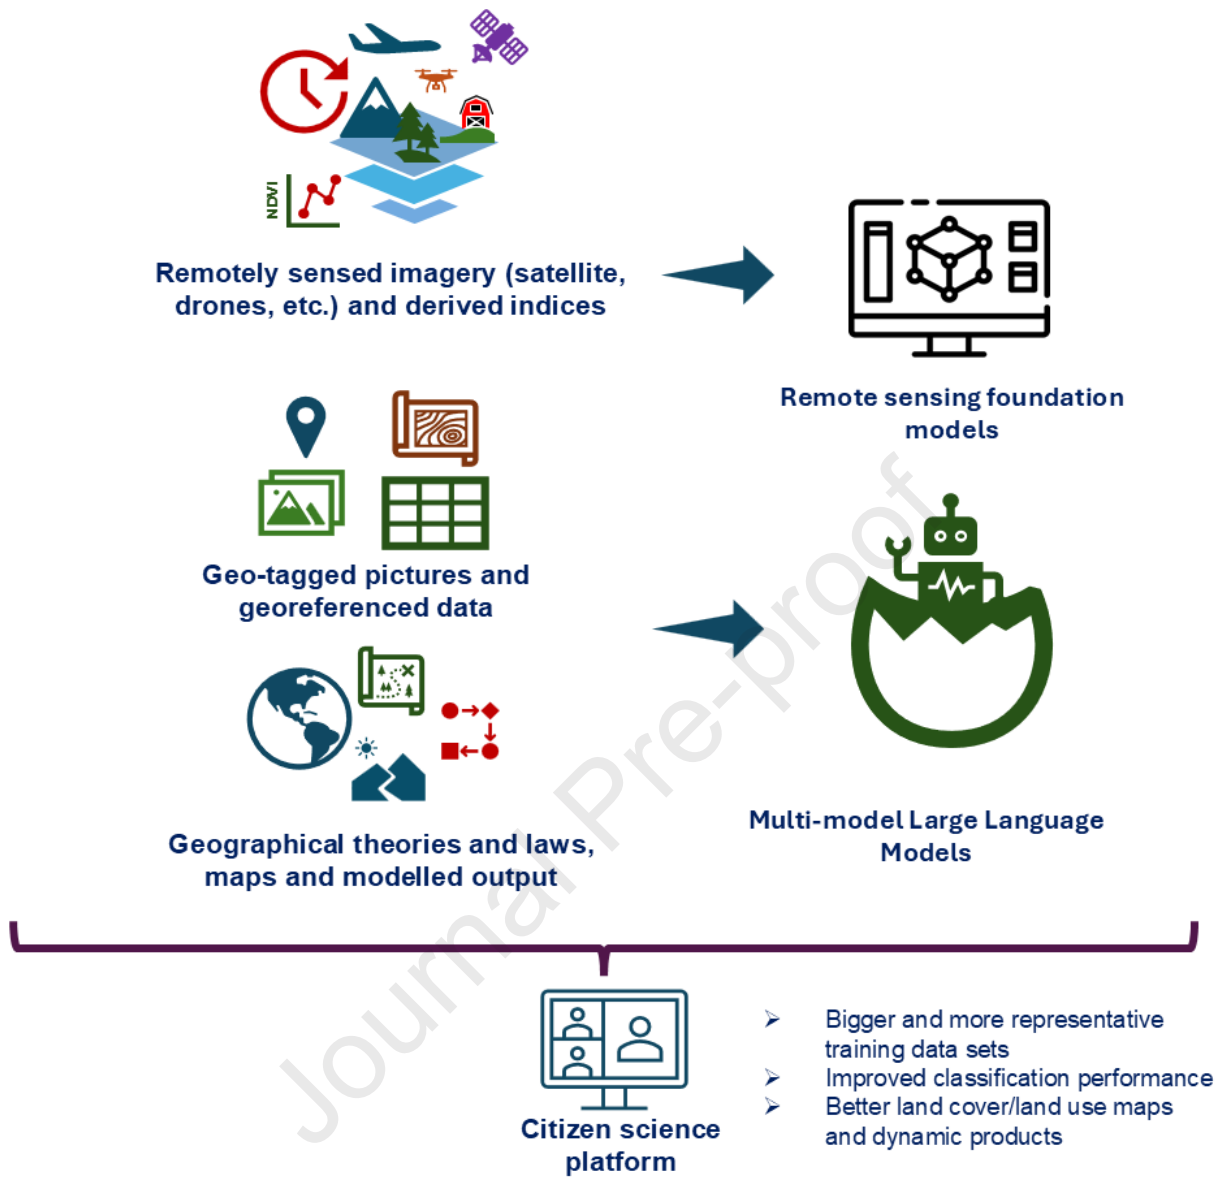 NDVI
Remotely sensed imagery (satellite,
drones, etc.) and derived indices
Remote sensing foundation
models
Geo-tagged pictures and
georeferenced data
Geographical theories and laws,
maps and modelled output
Multi-model Large Language
Models
Journal Pre-proof
Citizen science
platform
➢ Bigger and more representative
training data sets
➢ Improved classification performance
➢ Better land cover/land use maps
and dynamic products